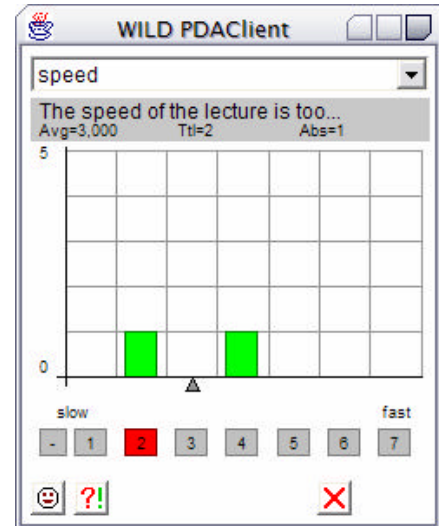 WILD PDAClient
speed
The speed of the lecture is too...
Avg=3,000 Ttl=2 Abs=1
5
0
slow fast
- 1 2 3 4 5 6 7
?!